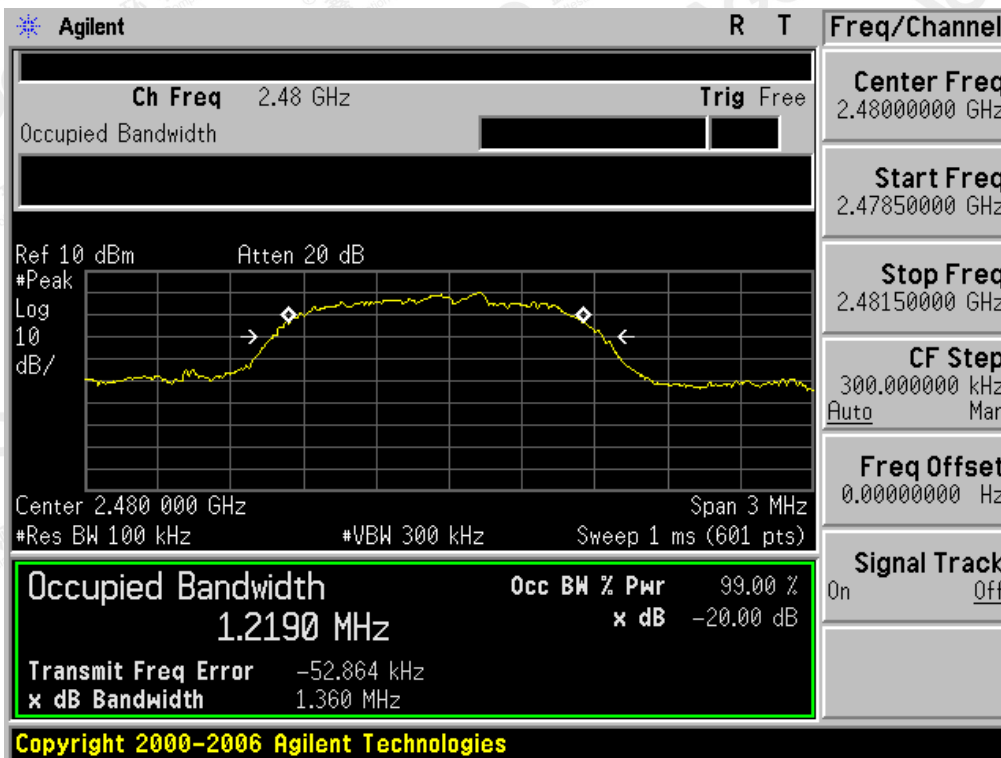 Agilent R T
Ch Freq 2.48 GHz Trig Free
Occupied Bandwidth
Ref 10 dBm Atten 20 dB
#Peak
Log
10
dB/
Center 2.480 000 GHz Span 3 MHz
#Res BW 100 kHz #VBW 300 kHz Sweep 1 ms (601 pts)
Occupied Bandwidth Occ BW % Pwr 99.00 %
1.2190 MHz x dB -20.00 dB
Transmit Freq Error -52.864 kHz
x dB Bandwidth 1.360 MHz
Copyright 2000-2006 Agilent Technologies
Freq/Channel
Center Freq
2.48000000 GHz
Start Freq
2.47850000 GHz
Stop Freq
2.48150000 GHz
CF Step
300.000000 kHz
Auto Man
Freq Offset
0.00000000 Hz
Signal Track
On Off